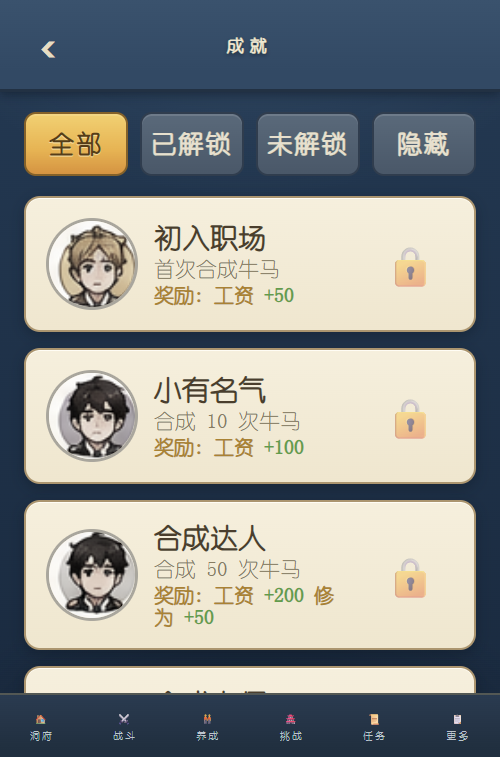 成就
全部 已解锁 未解锁 隐藏
初入职场
首次合成牛马
奖励: 工资 +50
小有名气
合成 10 次牛马
奖励: 工资 +100
合成达人
合成 50 次牛马
奖励: 工资 +200 修
为 +50
洞府 战斗 养成 挑战 任务 更多